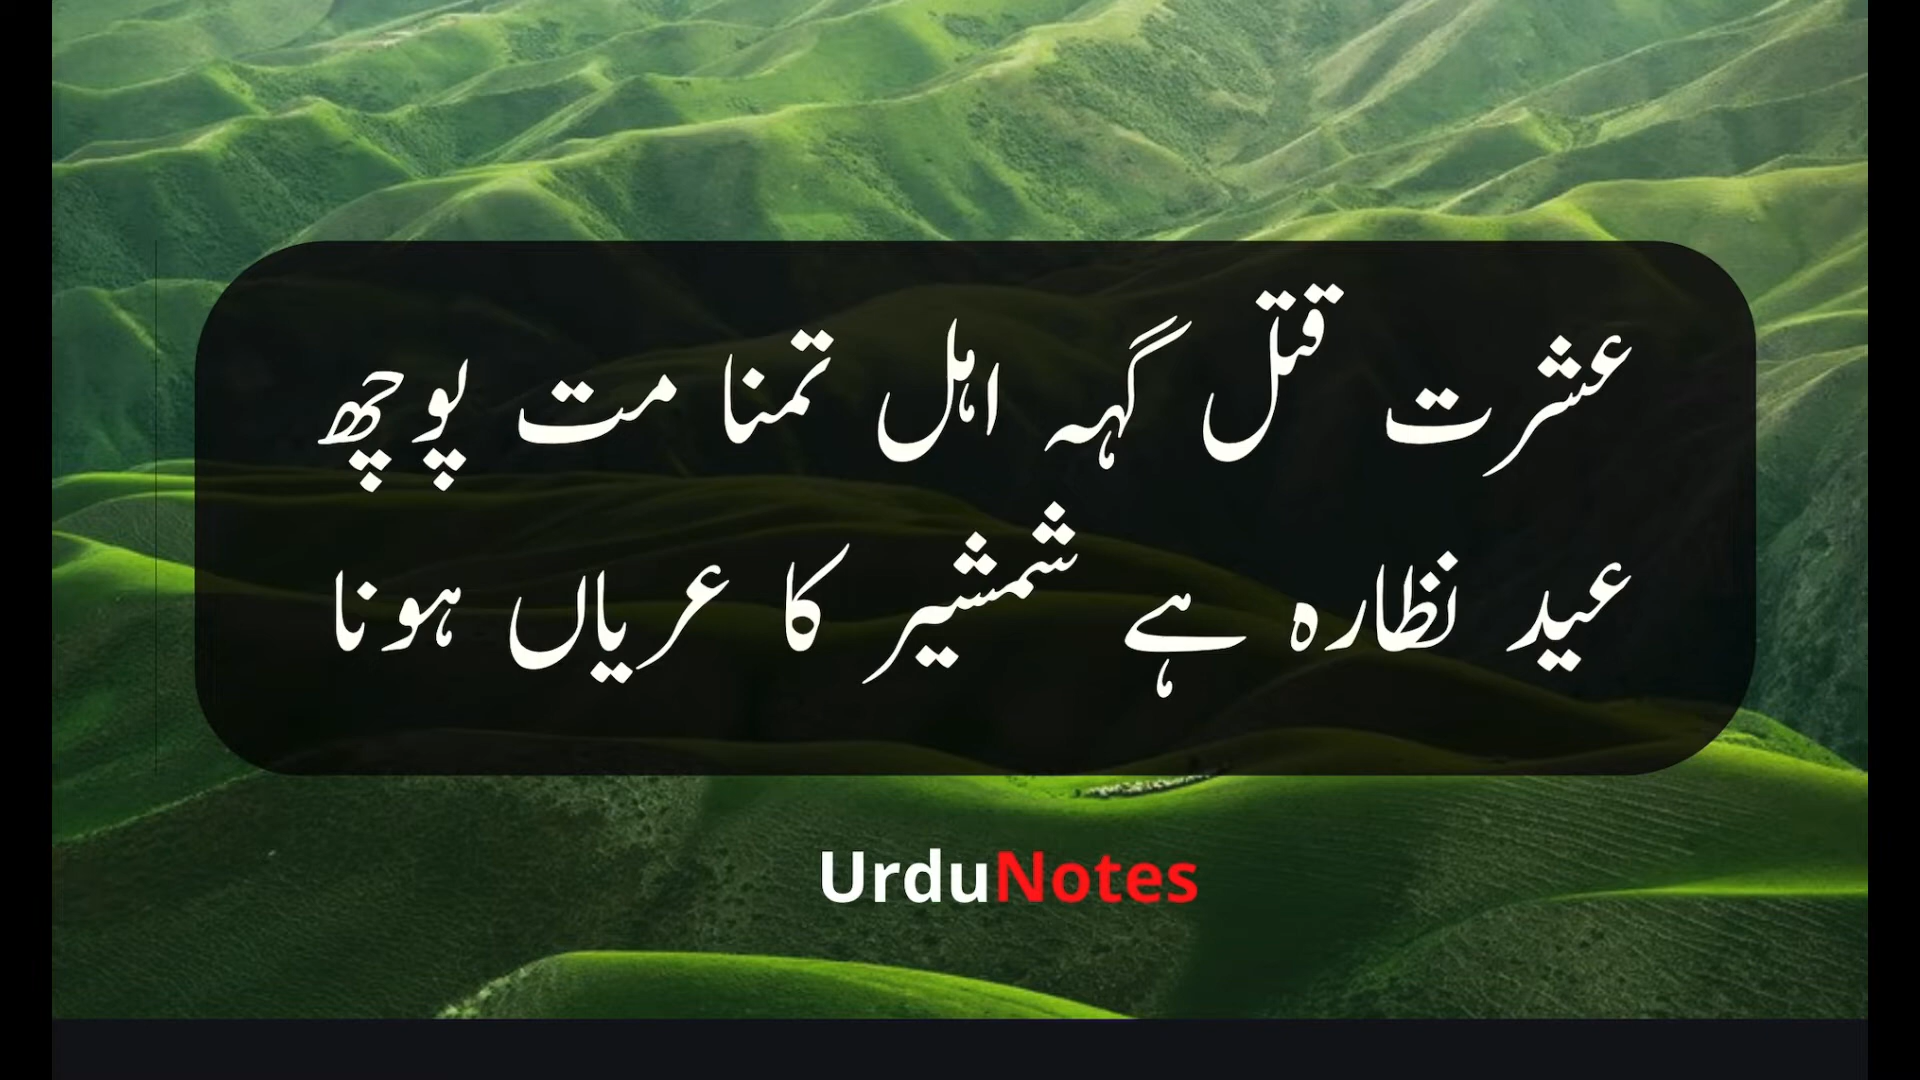 عشرت قتل گہہ اہل تمنا مت پوچھ
عید نظارہ ہے شمشیر کا عریاں ہونا
UrduNotes